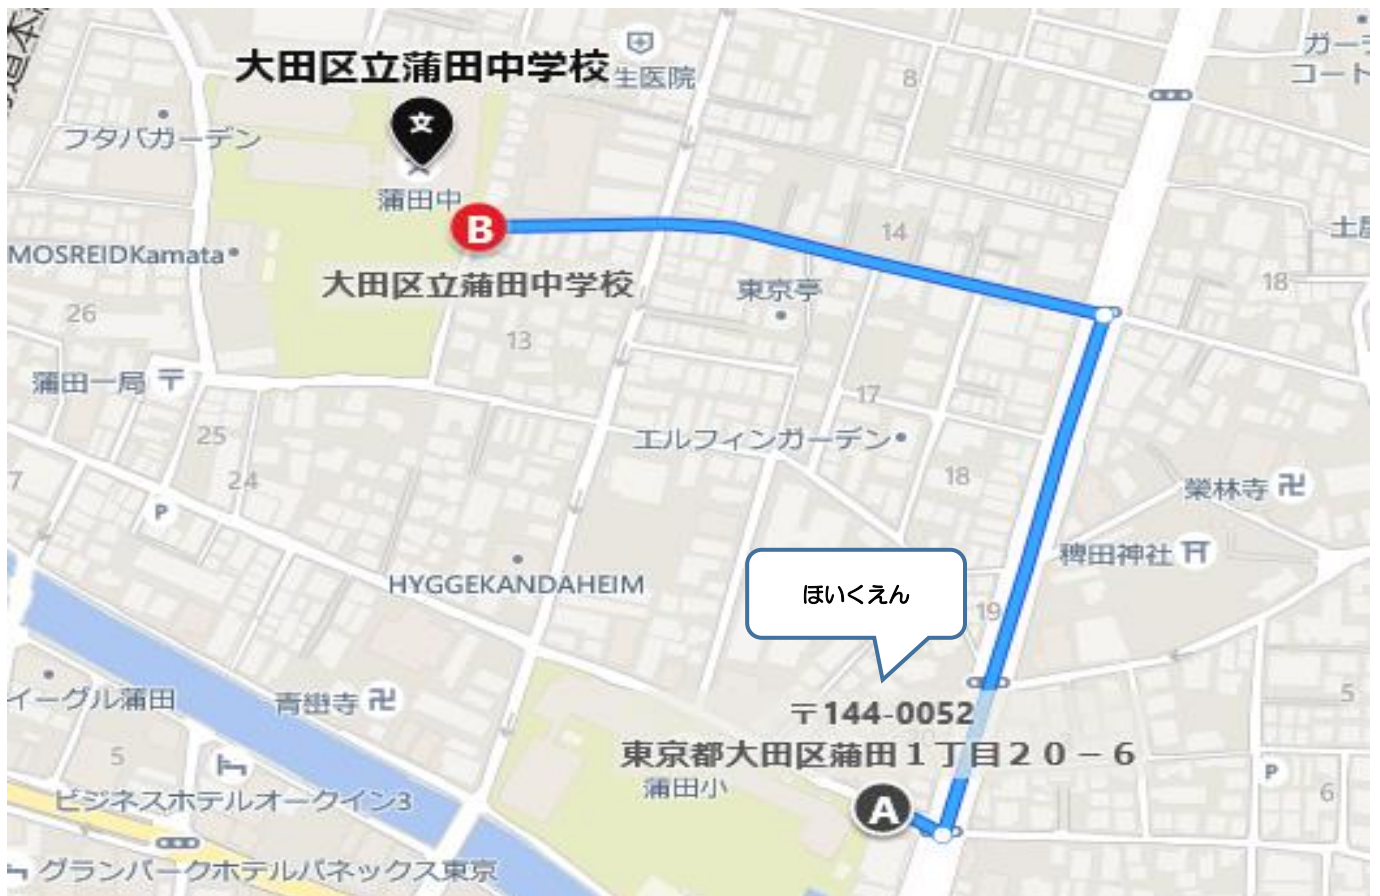 ガー
コート
大田区立蒲田中学校
生医院
8
フタバガーデン
文
蒲田中
B
14
土屋
MOSREIDKamata
大田区立蒲田中学校
東京亭
18
26
13
蒲田一局 〒
17
25
エルフィンガーデン
24
18
7
榮林寺 卍
P
稗田神社
HYGGEKANDAHEIM
ほいくえん
19
イーグル蒲田
卍
5
〒144-0052
東京都大田区蒲田1丁目20-6
5
蒲田小
P
A
6
ビジネスホテルオークイン3
グランパークホテルパネックス東京